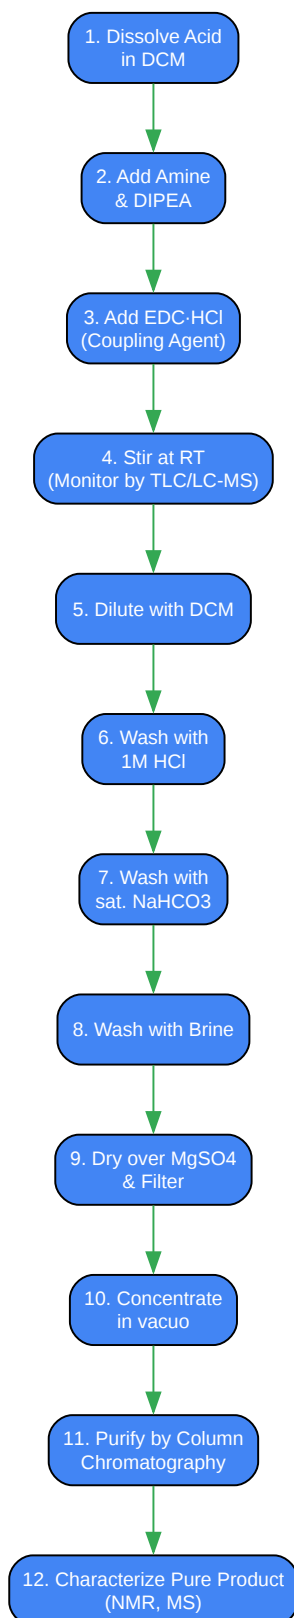 1. Dissolve Acid
in DCM
2. Add Amine
& DIPEA
3. Add EDC·HCl
(Coupling Agent)
4. Stir at RT
(Monitor by TLC/LC-MS)
5. Dilute with DCM
6. Wash with
1M HCl
7. Wash with
sat. NaHCO3
8. Wash with Brine
9. Dry over MgSO4
& Filter
10. Concentrate
in vacuo
11. Purify by Column
Chromatography
12. Characterize Pure Product
(NMR, MS)